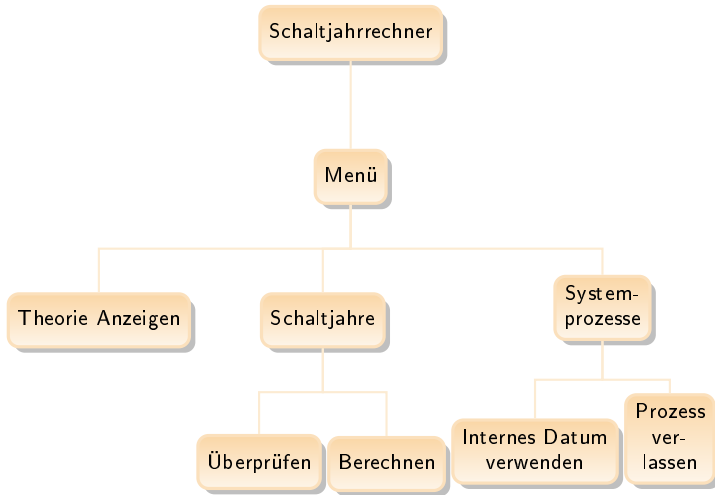 Schaltjahrrechner
Menü
Theorie Anzeigen
Schaltjahre
System-
prozesse
Überprüfen
Berechnen
Internes Datum
verwenden
Prozess
ver-
lassen